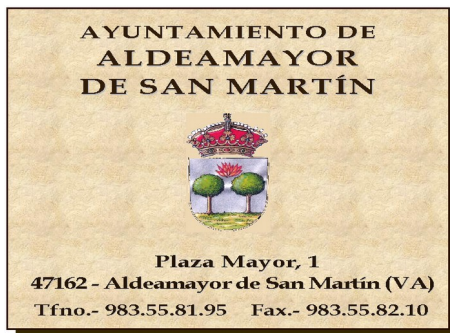 AYUNTAMIENTO DE
ALDEAMAYOR
DE SAN MARTÍN
Plaza Mayor, 1
47162 - Aldeamayor de San Martín (VA)
Tfno.- 983.55.81.95 Fax.- 983.55.82.10